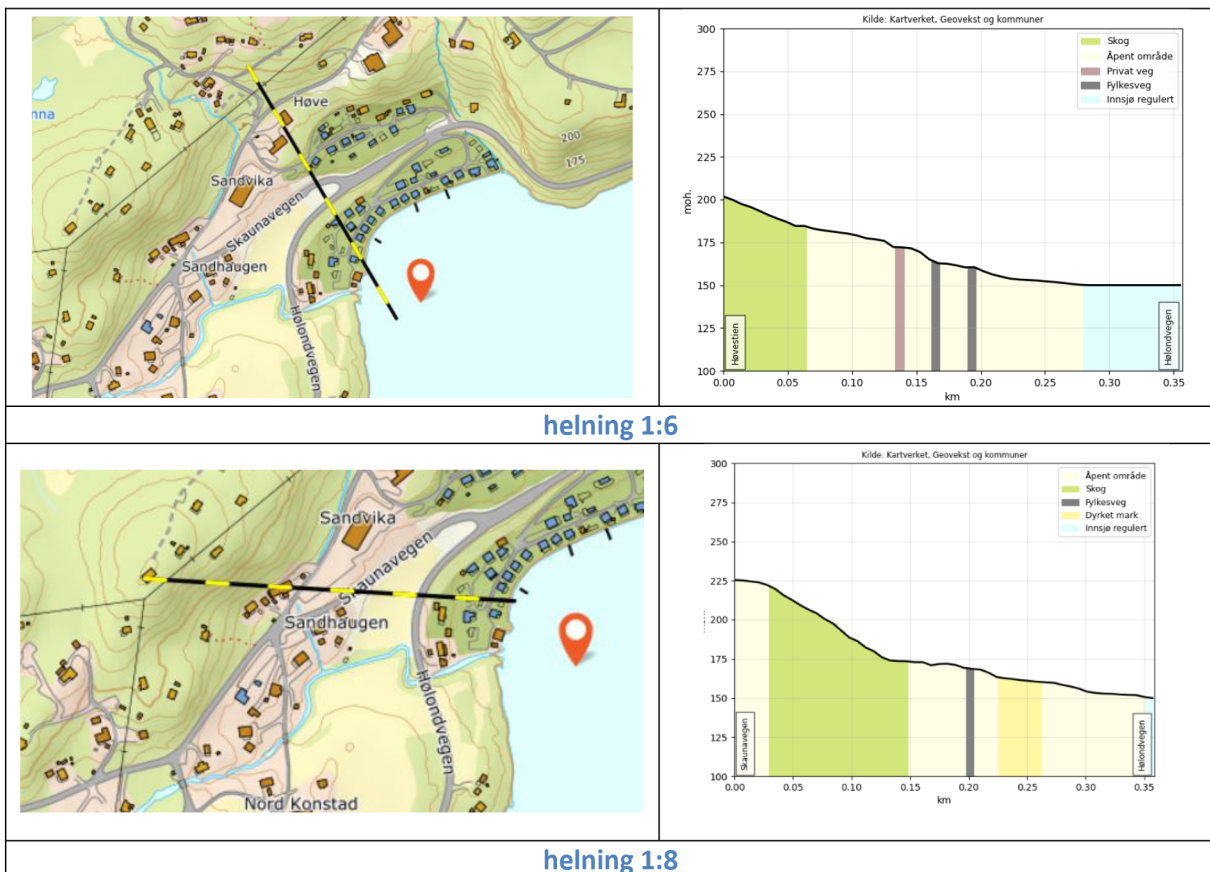 nna
Høve
Sandvika
Skaunavegen
Sandhaugen
Hølondvegen
200
175
Kilde: Kartverket, Geovekst og kommuner
300
275
250
225
200
175
150
125
100
moh.
Skog
Åpent område
Privat veg
Fylkesveg
Innsjø regulert
Høvestien
Hølondvegen
0.00 0.05 0.10 0.15 0.20 0.25 0.30 0.35
km
helning 1:6
Sandvika
Skaunavegen
Sandhaugen
Hølondvegen
Nord Konstad
Kilde: Kartverket, Geovekst og kommuner
300
275
250
225
200
175
150
125
100
Åpent område
Skog
Fylkesveg
Dyrket mark
Innsjø regulert
Skaunavegen
Hølondvegen
0.00 0.05 0.10 0.15 0.20 0.25 0.30 0.35
km
helning 1:8